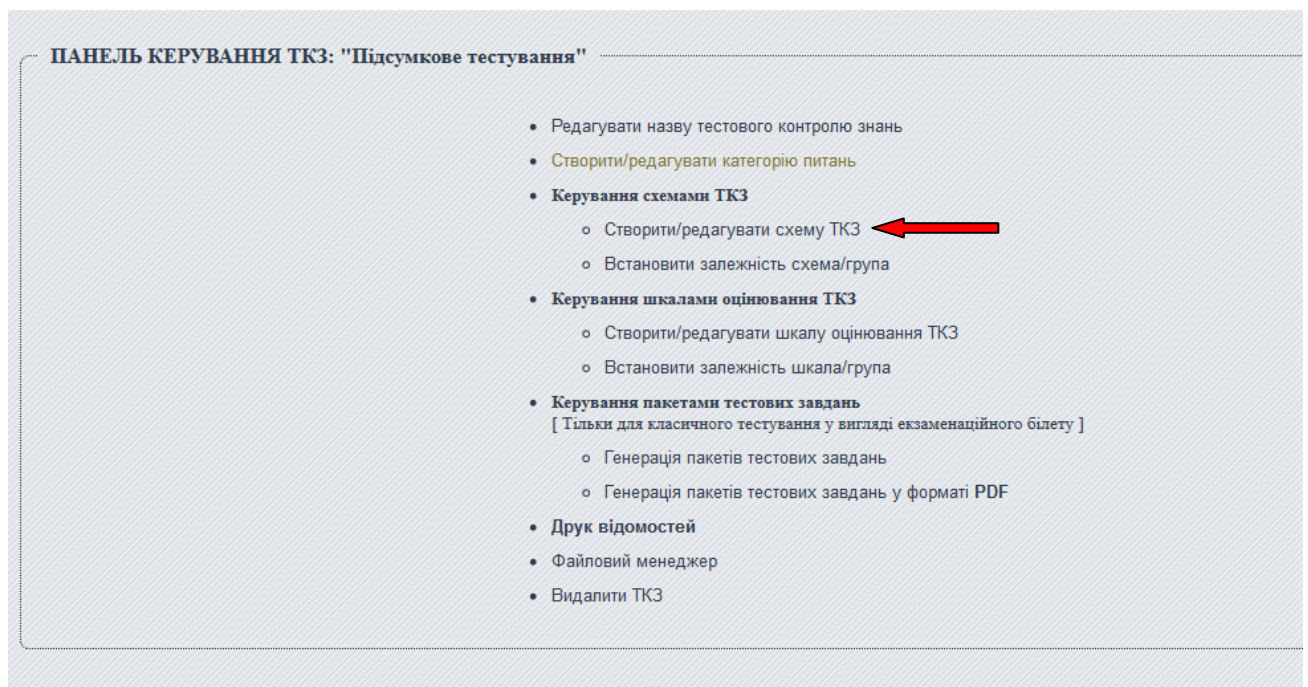 ПАНЕЛЬ КЕРУВАННЯ ТКЗ: "Підсумкове тестування"
Редагувати назву тестового контролю знань
Створити/редагувати категорію питань
Керування схемами ТКЗ
Створити/редагувати схему ТКЗ
Встановити залежність схема/група
Керування шкалами оцінювання ТКЗ
Створити/редагувати шкалу оцінювання ТКЗ
Встановити залежність шкала/група
Керування пакетами тестових завдань
[ Тільки для класичного тестування у вигляді екзаменаційного білету ]
Генерація пакетів тестових завдань
Генерація пакетів тестових завдань у форматі PDF
Друк відомостей
Файловий менеджер
Видалити ТКЗ